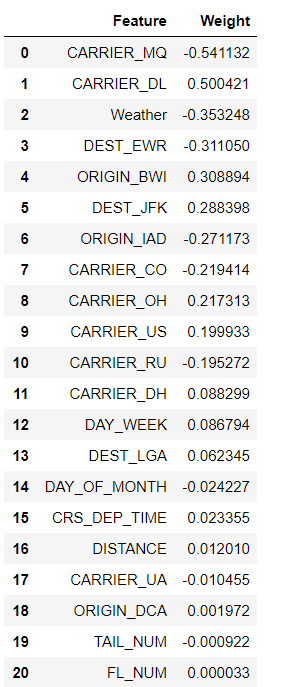 Feature Weight
0 CARRIER_MQ -0.541132
1 CARRIER_DL 0.500421
2 Weather -0.353248
3 DEST_EWR -0.311050
4 ORIGIN_BWI 0.308894
5 DEST_JFK 0.288398
6 ORIGIN_IAD -0.271173
7 CARRIER_CO -0.219414
8 CARRIER_OH 0.217313
9 CARRIER_US 0.199933
10 CARRIER_RU -0.195272
11 CARRIER_DH 0.088299
12 DAY_WEEK 0.086794
13 DEST_LGA 0.062345
14 DAY_OF_MONTH -0.024227
15 CRS_DEP_TIME 0.023355
16 DISTANCE 0.012010
17 CARRIER_UA -0.010455
18 ORIGIN_DCA 0.001972
19 TAIL_NUM -0.000922
20 FL_NUM 0.000033